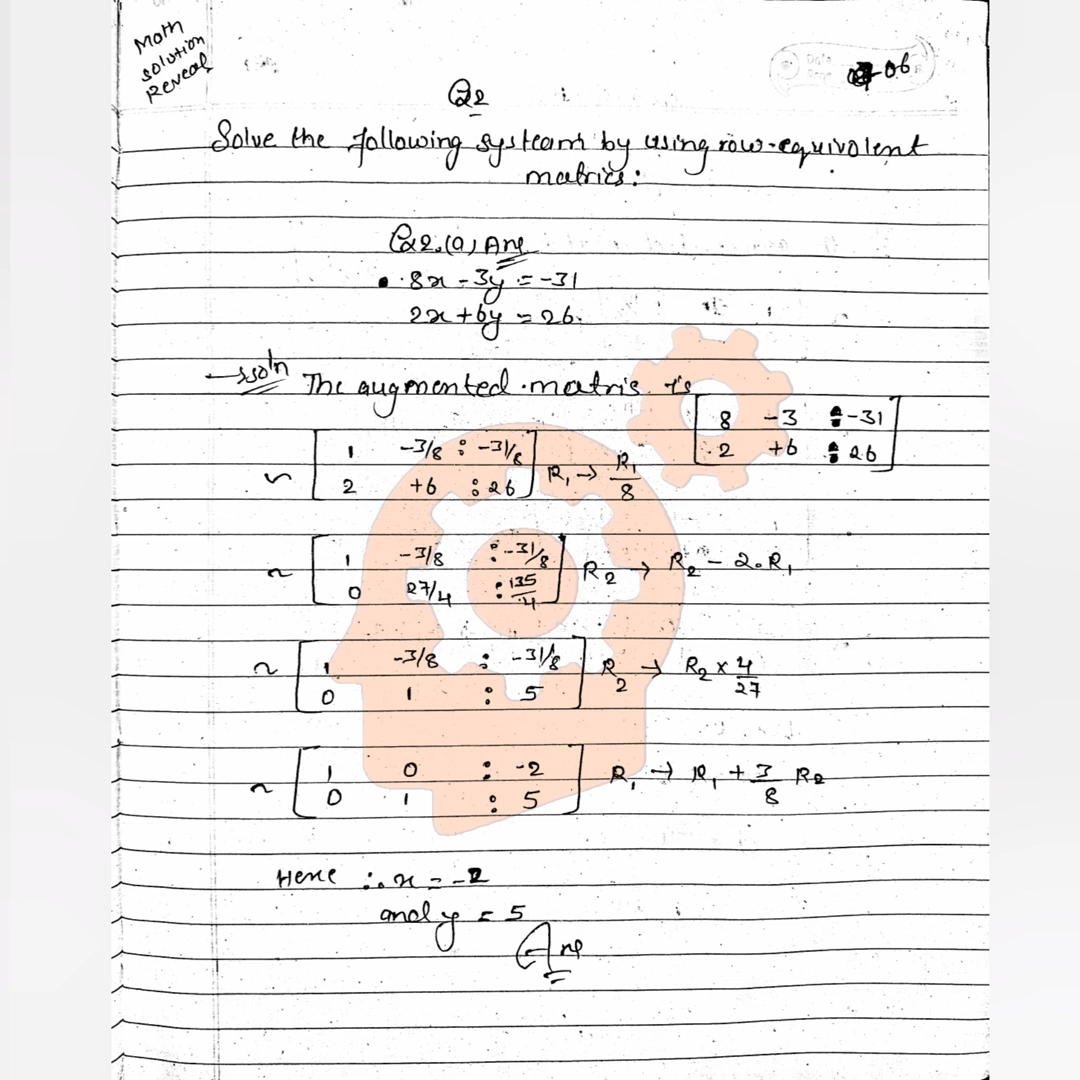 Math
solution
Reveal
06
Q2
Solve the following systeam by using row-equivalent
matrics:
Q2.(a) Ans
8x - 3y = -31
2x + 6y = 26.
→ soln The augmented matris is [ 8 -3 : -31
2 +6 : 26 ]
~ [ 1 -3/8 : -31/8
2 +6 : 26 ] R1 → R1/8
~ [ 1 -3/8 : -31/8
0 27/4 : 135/4 ] R2 → R2 - 2.R1
~ [ 1 -3/8 : -31/8
0 1 : 5 ] R2 → R2 × 4/27
~ [ 1 0 : -2
0 1 : 5 ] R1 → R1 + 3/8 R2
Hence ∴ x = -2
and y = 5
Ans